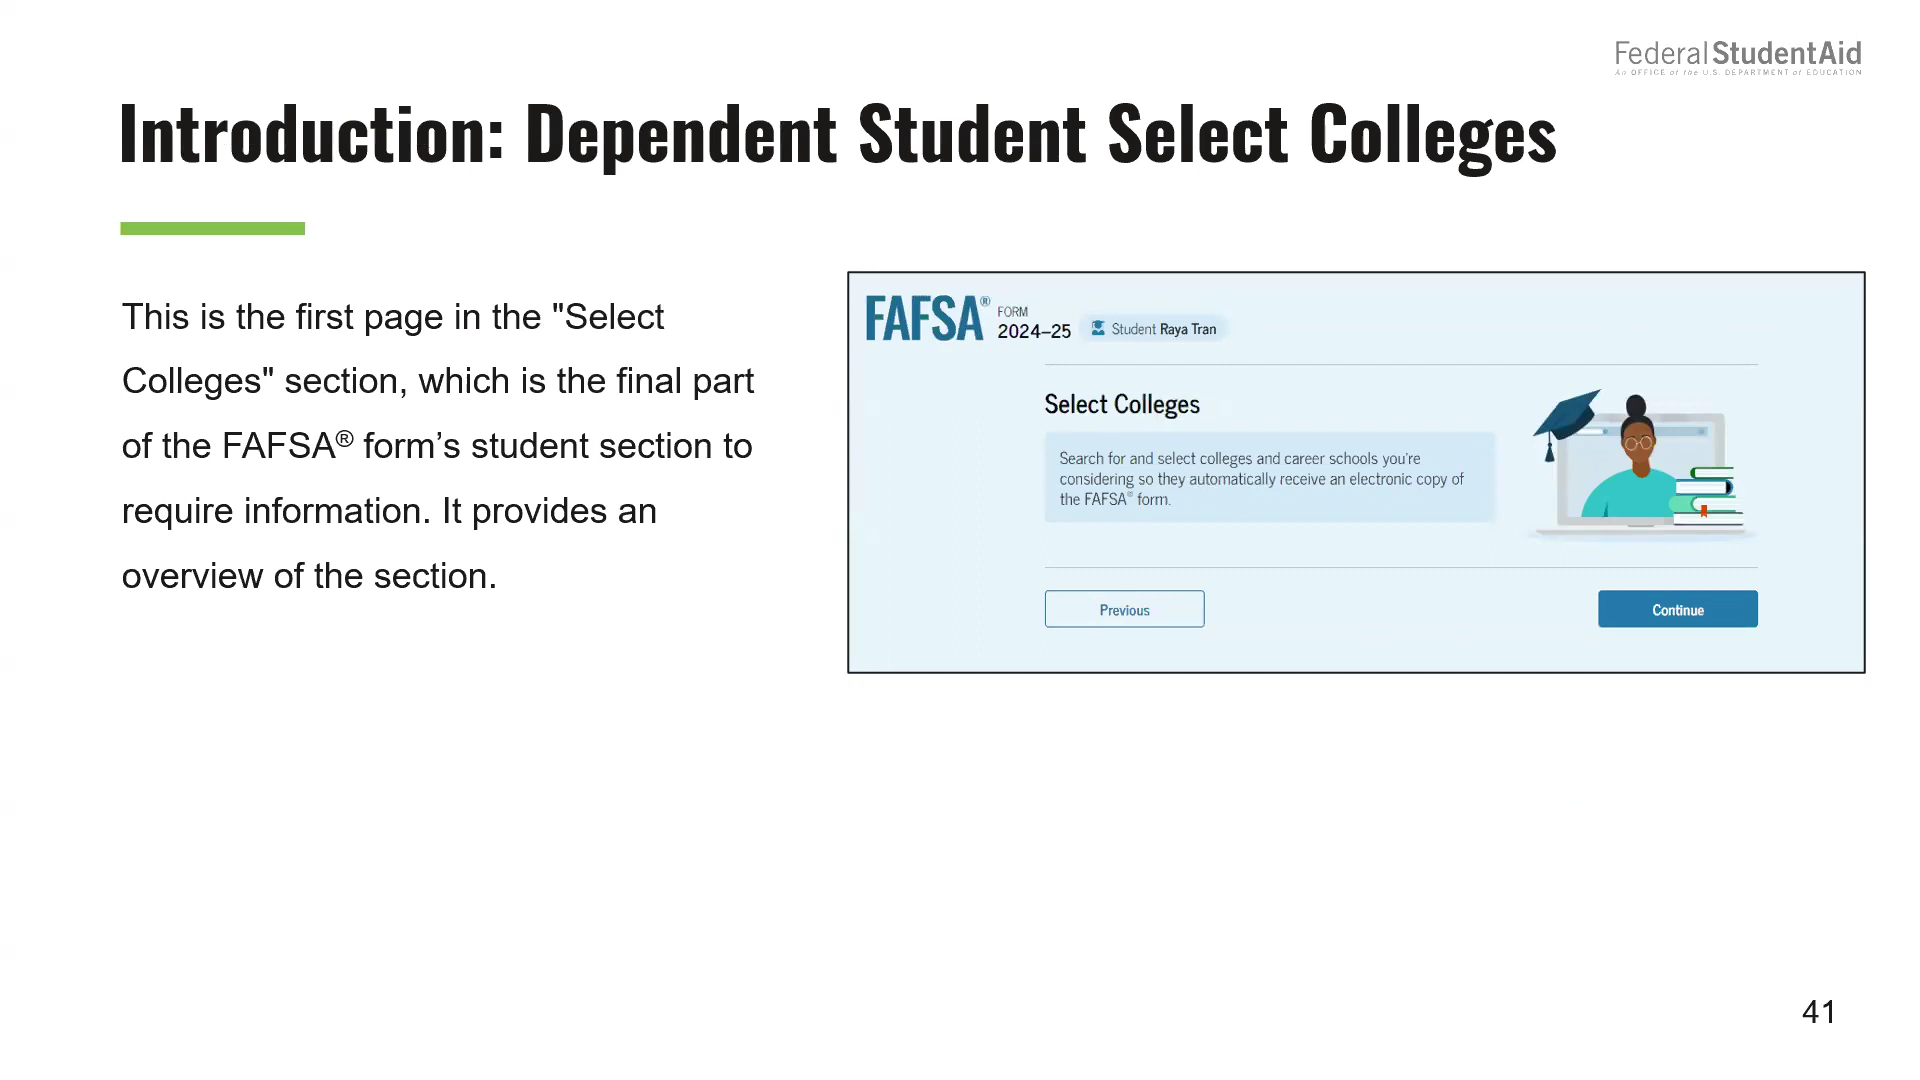 Federal StudentAid
An OFFICE of the U.S. DEPARTMENT of EDUCATION
Introduction: Dependent Student Select Colleges
This is the first page in the "Select
Colleges" section, which is the final part
of the FAFSA® form’s student section to
require information. It provides an
overview of the section.
FAFSA®
FORM
2024–25
Student Raya Tran
Select Colleges
Search for and select colleges and career schools you're
considering so they automatically receive an electronic copy of
the FAFSA® form.
Previous
Continue
41